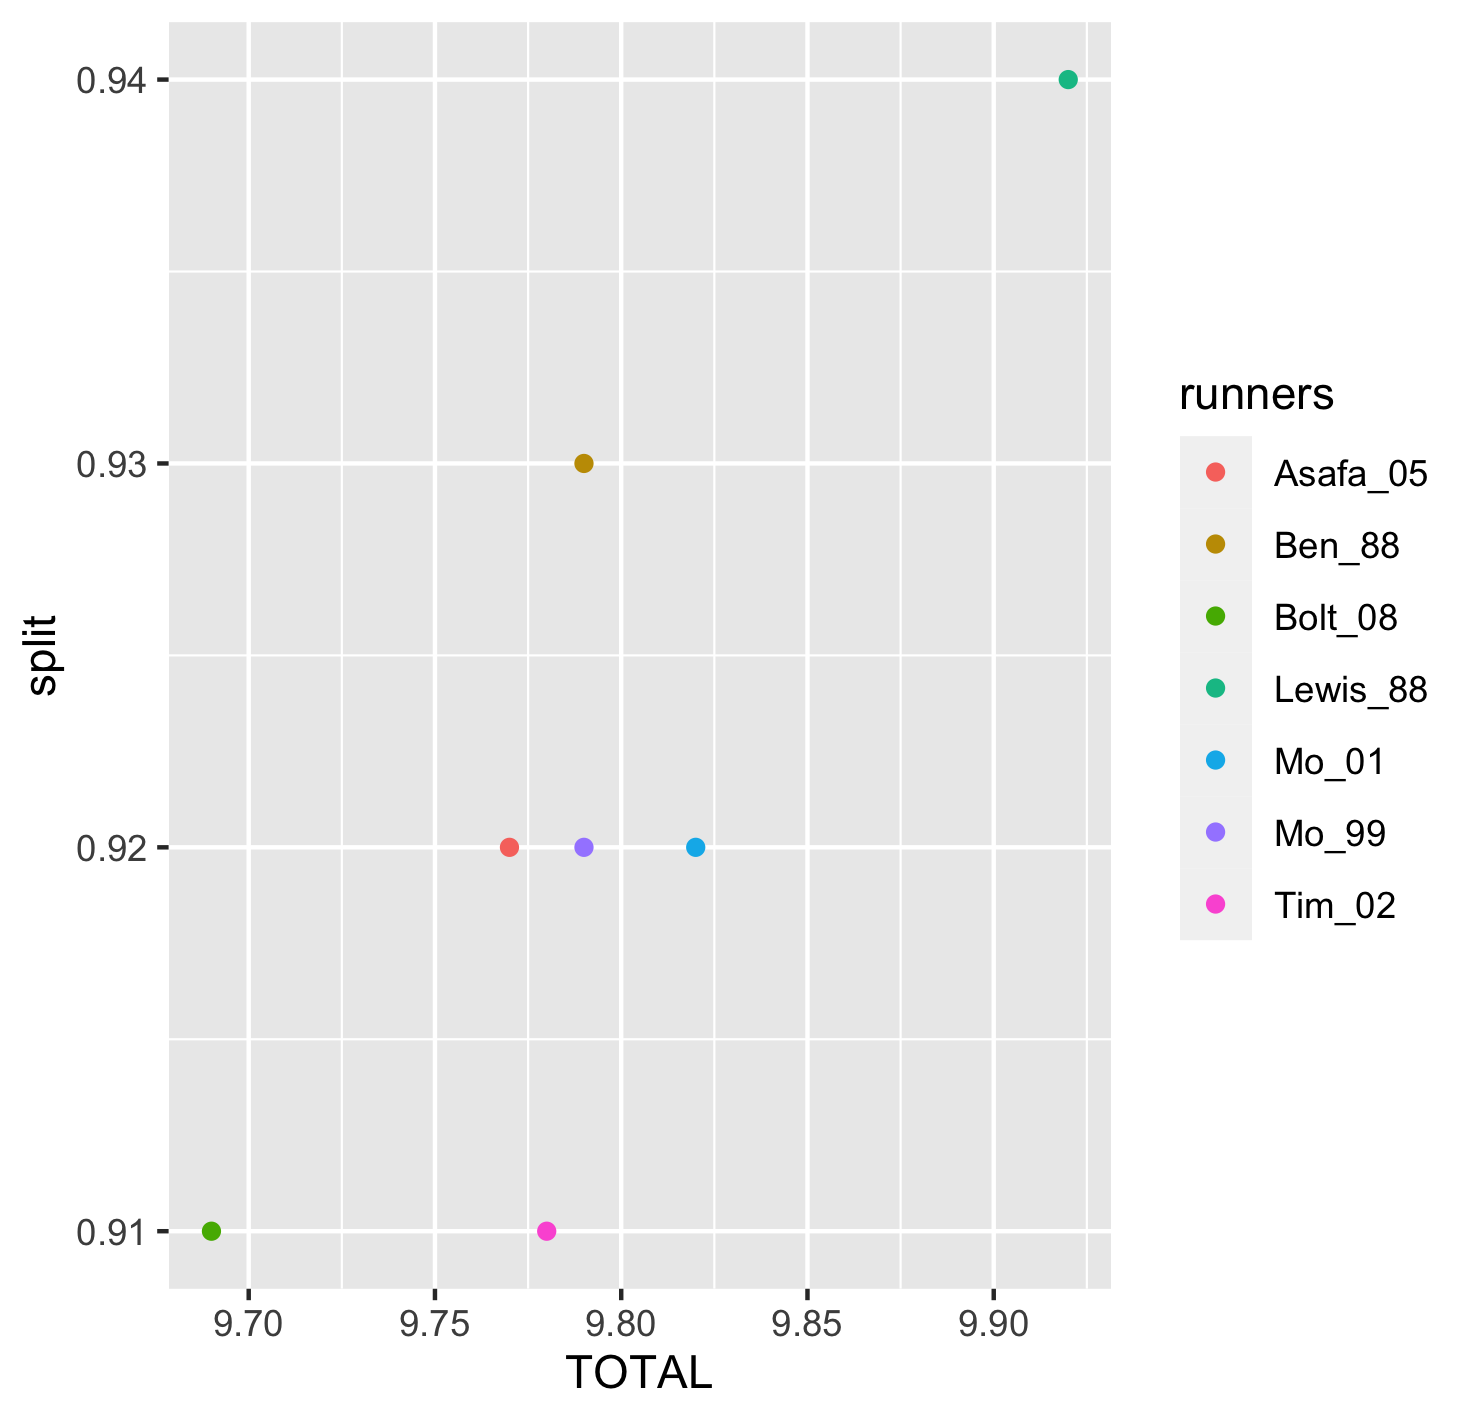 0.94
0.93
0.92
0.91
split
9.70 9.75 9.80 9.85 9.90
TOTAL
runners
Asafa_05
Ben_88
Bolt_08
Lewis_88
Mo_01
Mo_99
Tim_02